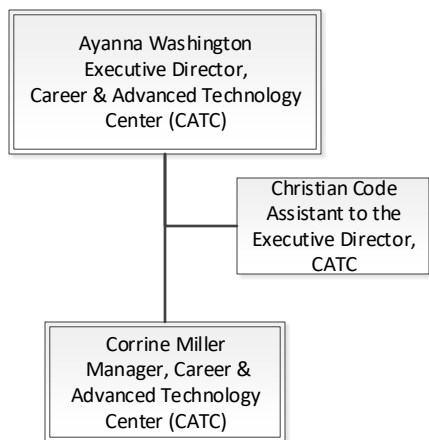 Ayanna Washington
Executive Director,
Career & Advanced Technology
Center (CATC)
Christian Code
Assistant to the
Executive Director,
CATC
Corrine Miller
Manager, Career &
Advanced Technology
Center (CATC)